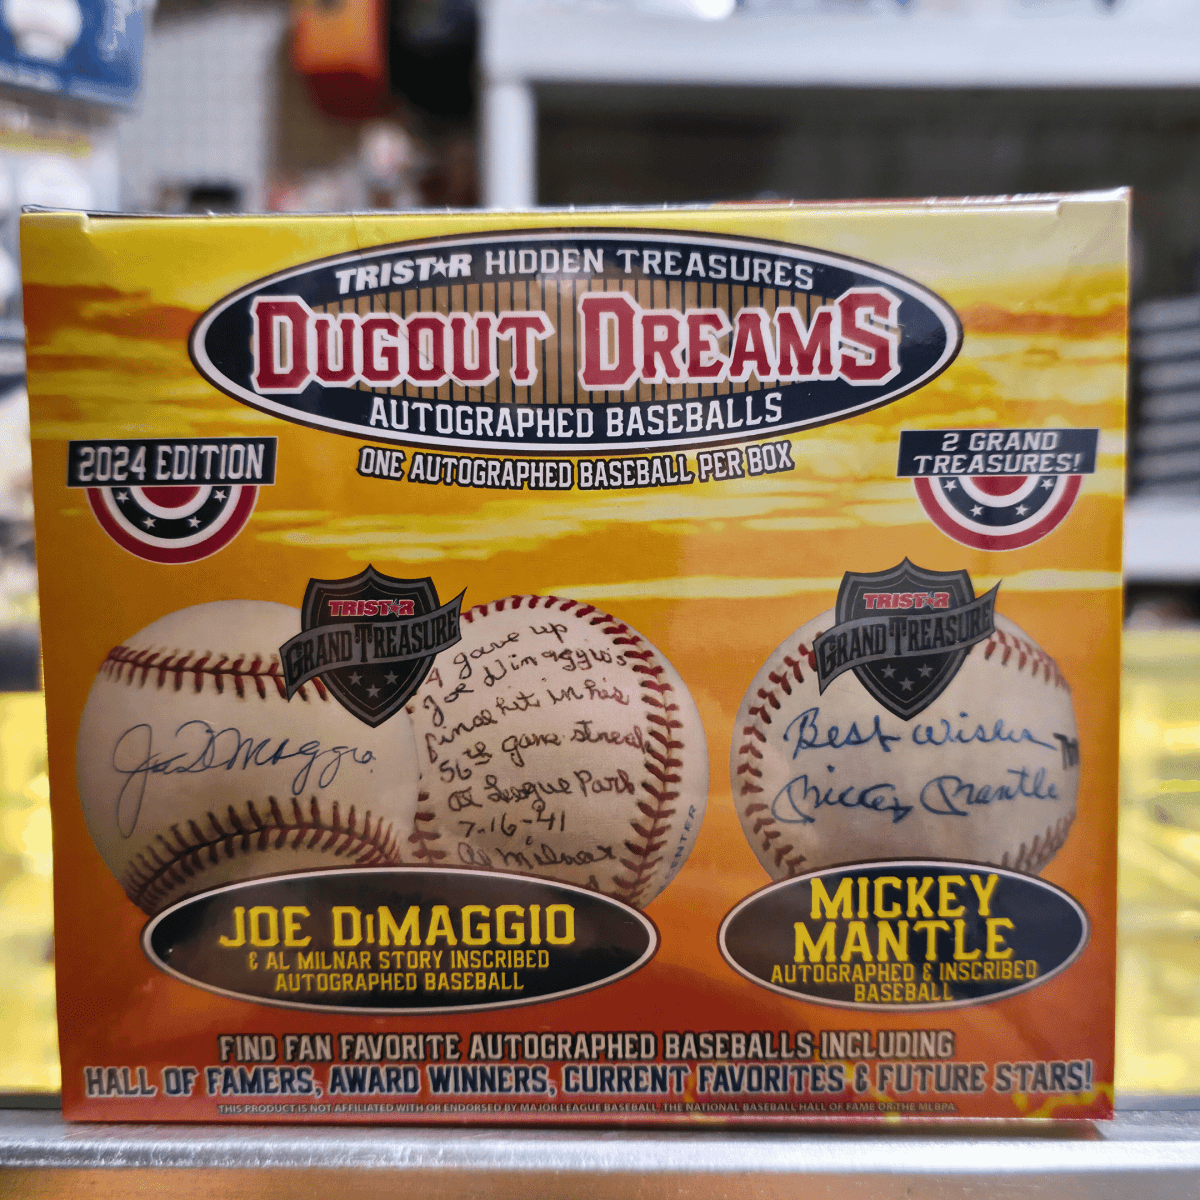 TRISTAR HIDDEN TREASURES
DUGOUT DREAMS
AUTOGRAPHED BASEBALLS
ONE AUTOGRAPHED BASEBALL PER BOX
2024 EDITION
2 GRAND
TREASURES!
TRISTAR
GRAND TREASURE
Joe DiMaggio
I gave up
Joe Dimaggio's
final hit in his
56th game streak
at League Park
7-16-41
Al Milnar
CENTER
TRISTAR
GRAND TREASURE
Best Wishes
Mickey Mantle
JOE DiMAGGIO
& AL MILNAR STORY INSCRIBED
AUTOGRAPHED BASEBALL
MICKEY
MANTLE
AUTOGRAPHED & INSCRIBED
BASEBALL
FIND FAN FAVORITE AUTOGRAPHED BASEBALLS INCLUDING
HALL OF FAMERS, AWARD WINNERS, CURRENT FAVORITES & FUTURE STARS!
THIS PRODUCT IS NOT AFFILIATED WITH OR ENDORSED BY MAJOR LEAGUE BASEBALL, THE NATIONAL BASEBALL HALL OF FAME OR THE MLBPA.